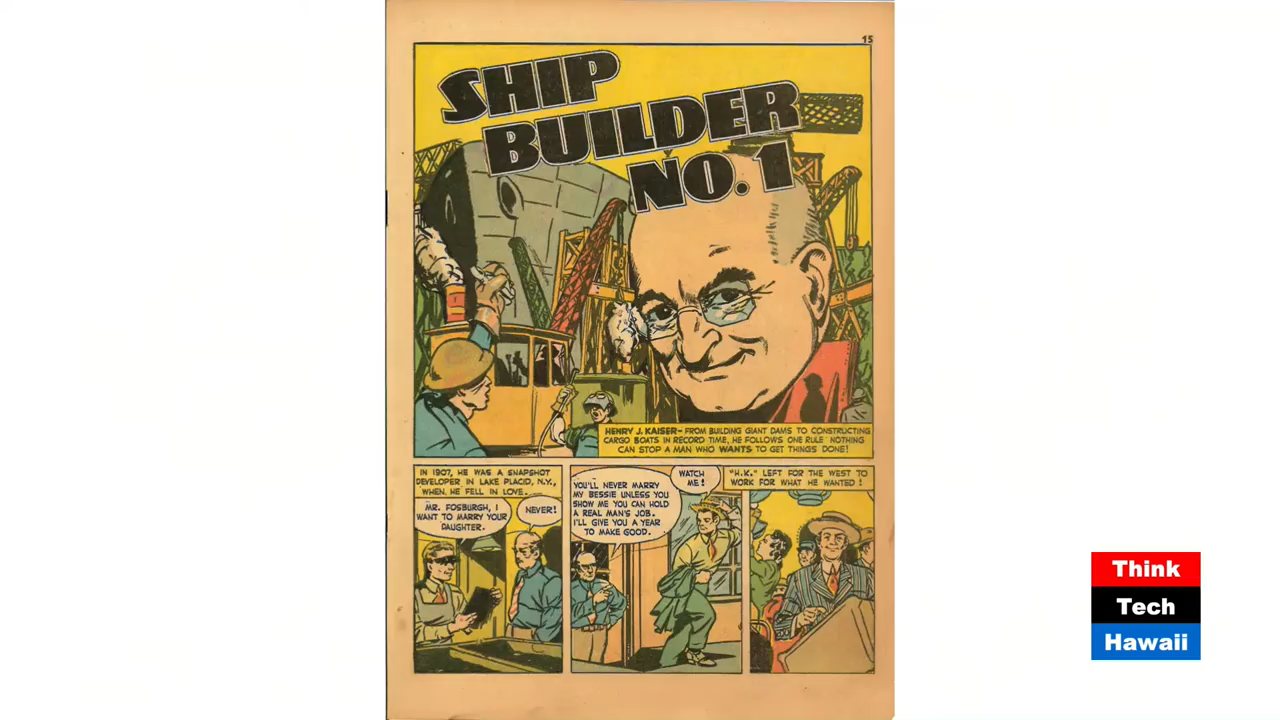 15
SHIP
BUILDER
NO. 1
HENRY J. KAISER- FROM BUILDING GIANT DAMS TO CONSTRUCTING
CARGO BOATS IN RECORD TIME, HE FOLLOWS ONE RULE NOTHING
CAN STOP A MAN WHO WANTS TO GET THINGS DONE!
IN 1907, HE WAS A SNAPSHOT
DEVELOPER IN LAKE PLACID, N.Y.,
WHEN HE FELL IN LOVE.
MR. FOSBURGH, I
WANT TO MARRY YOUR
DAUGHTER.
NEVER!
YOU'LL NEVER MARRY
MY BESSIE UNLESS YOU
SHOW ME YOU CAN HOLD
A REAL MAN'S JOB.
I'LL GIVE YOU A YEAR
TO MAKE GOOD.
WATCH
ME!
"H.K." LEFT FOR THE WEST TO
WORK FOR WHAT HE WANTED!
Think
Tech
Hawaii